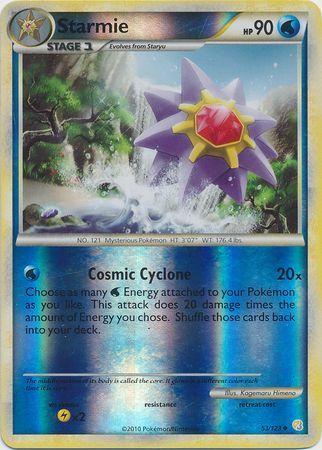 Starmie
HP 90
STAGE 1 Evolves from Staryu
NO. 121 Mysterious Pokémon HT: 3'07" WT: 176.4 lbs.
Cosmic Cyclone 20x
Choose as many Energy attached to your Pokémon
as you like. This attack does 20 damage times the
amount of Energy you chose. Shuffle those cards back
into your deck.
The middle section of its body is called the core. It glows in a different color each
time it is seen.
Illus. Kagemaru Himeno
weakness resistance retreat cost
×2
©2010 Pokémon/Nintendo 53/123